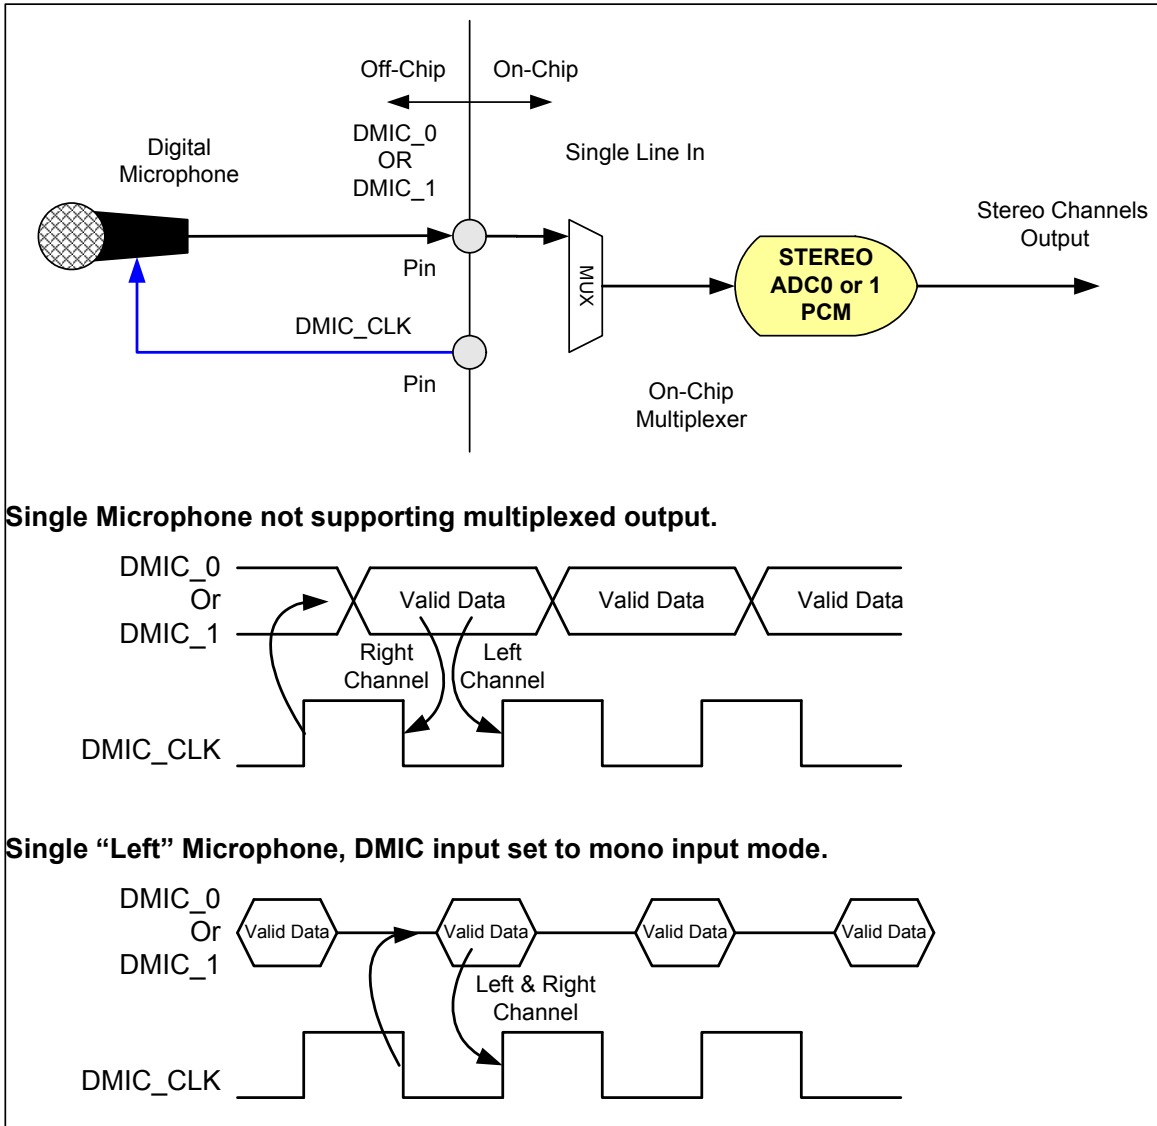 Off-Chip
On-Chip
DMIC_0
OR
DMIC_1
Single Line In
Digital
Microphone
Stereo Channels
Output
STEREO
ADC0 or 1
PCM
MUX
Pin
DMIC_CLK
Pin
On-Chip
Multiplexer
Single Microphone not supporting multiplexed output.
DMIC_0
Or
DMIC_1
Valid Data
Valid Data
Valid Data
Right
Channel
Left
Channel
DMIC_CLK
Single “Left” Microphone, DMIC input set to mono input mode.
DMIC_0
Or
DMIC_1
Valid Data
Valid Data
Valid Data
Valid Data
Left & Right
Channel
DMIC_CLK